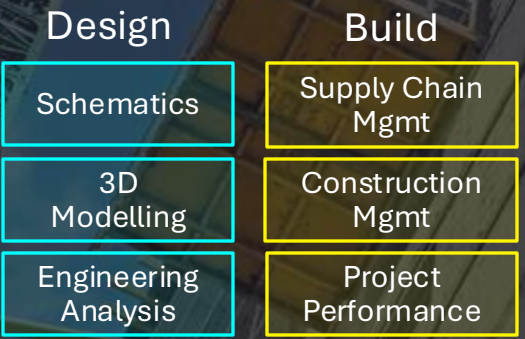 Design
Schematics
3D
Modelling
Engineering
Analysis
Build
Supply Chain
Mgmt
Construction
Mgmt
Project
Performance